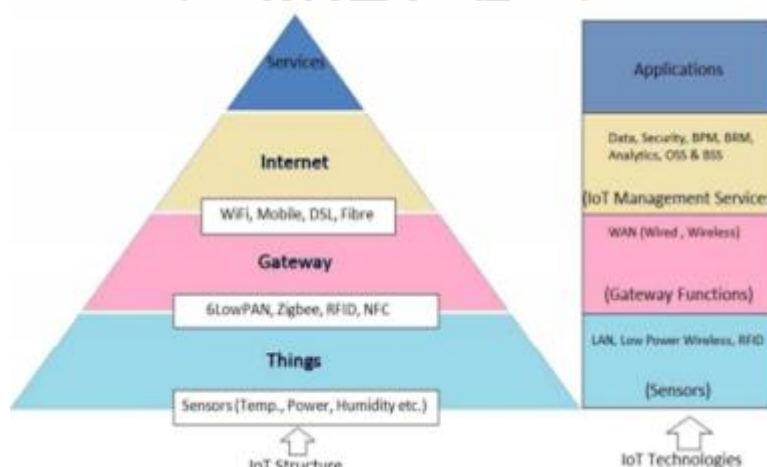 Services
Internet
WiFi, Mobile, DSL, Fibre
Gateway
6LowPAN, Zigbee, RFID, NFC
Things
Sensors(Temp., Power, Humidity etc.)
IoT Structure
Applications
Data, Security, BPM, BRM,
Analytics, OSS & BSS
(IoT Management Services
WAN (Wired , Wireless)
(Gateway Functions)
LAN, Low Power Wireless, RFID
(Sensors)
IoT Technologies